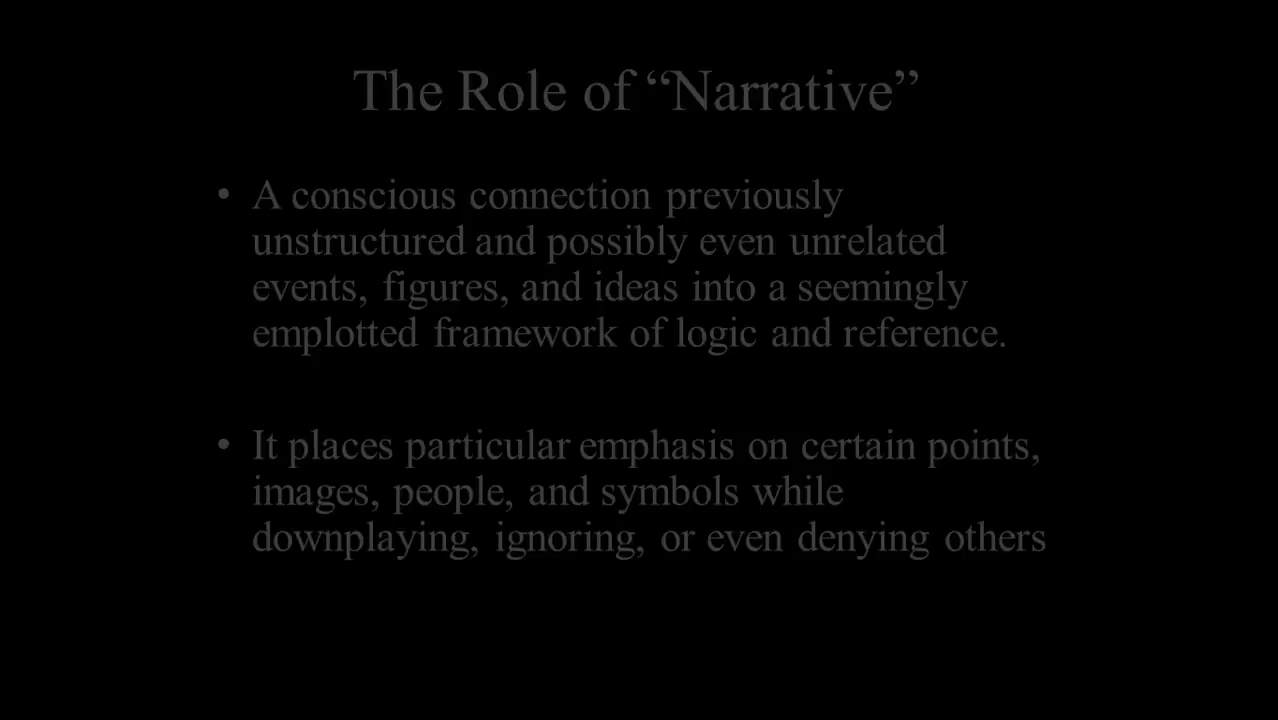 The Role of “Narrative”
• A conscious connection previously
unstructured and possibly even unrelated
events, figures, and ideas into a seemingly
emplotted framework of logic and reference.
• It places particular emphasis on certain points,
images, people, and symbols while
downplaying, ignoring, or even denying others